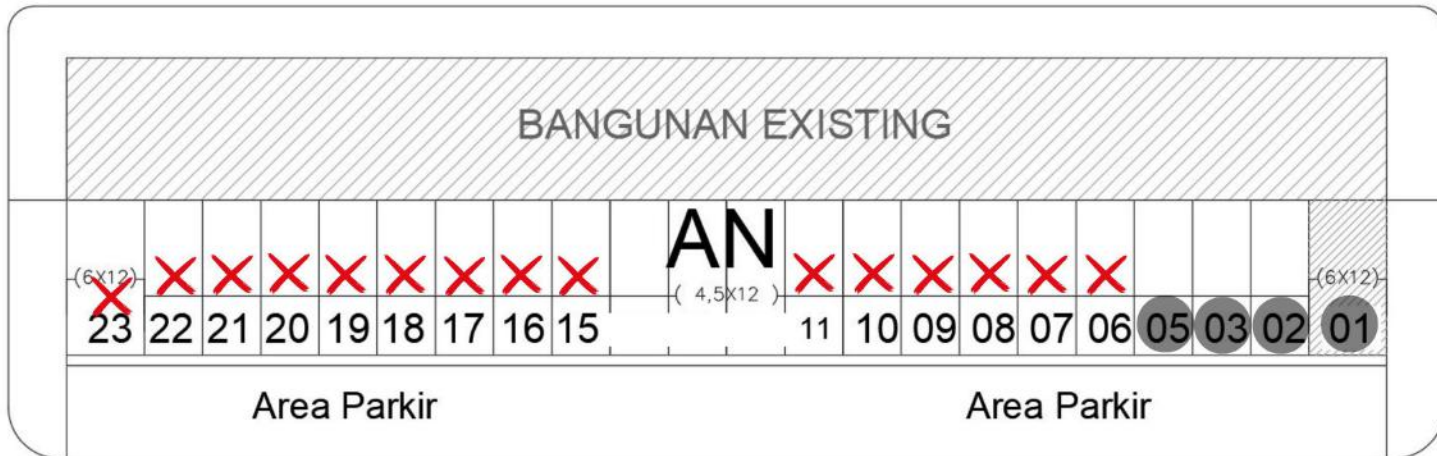 BANGUNAN EXISTING
AN
(6X12)
( 4,5X12 )
(6X12)
23 22 21 20 19 18 17 16 15 11 10 09 08 07 06 05 03 02 01
Area Parkir Area Parkir